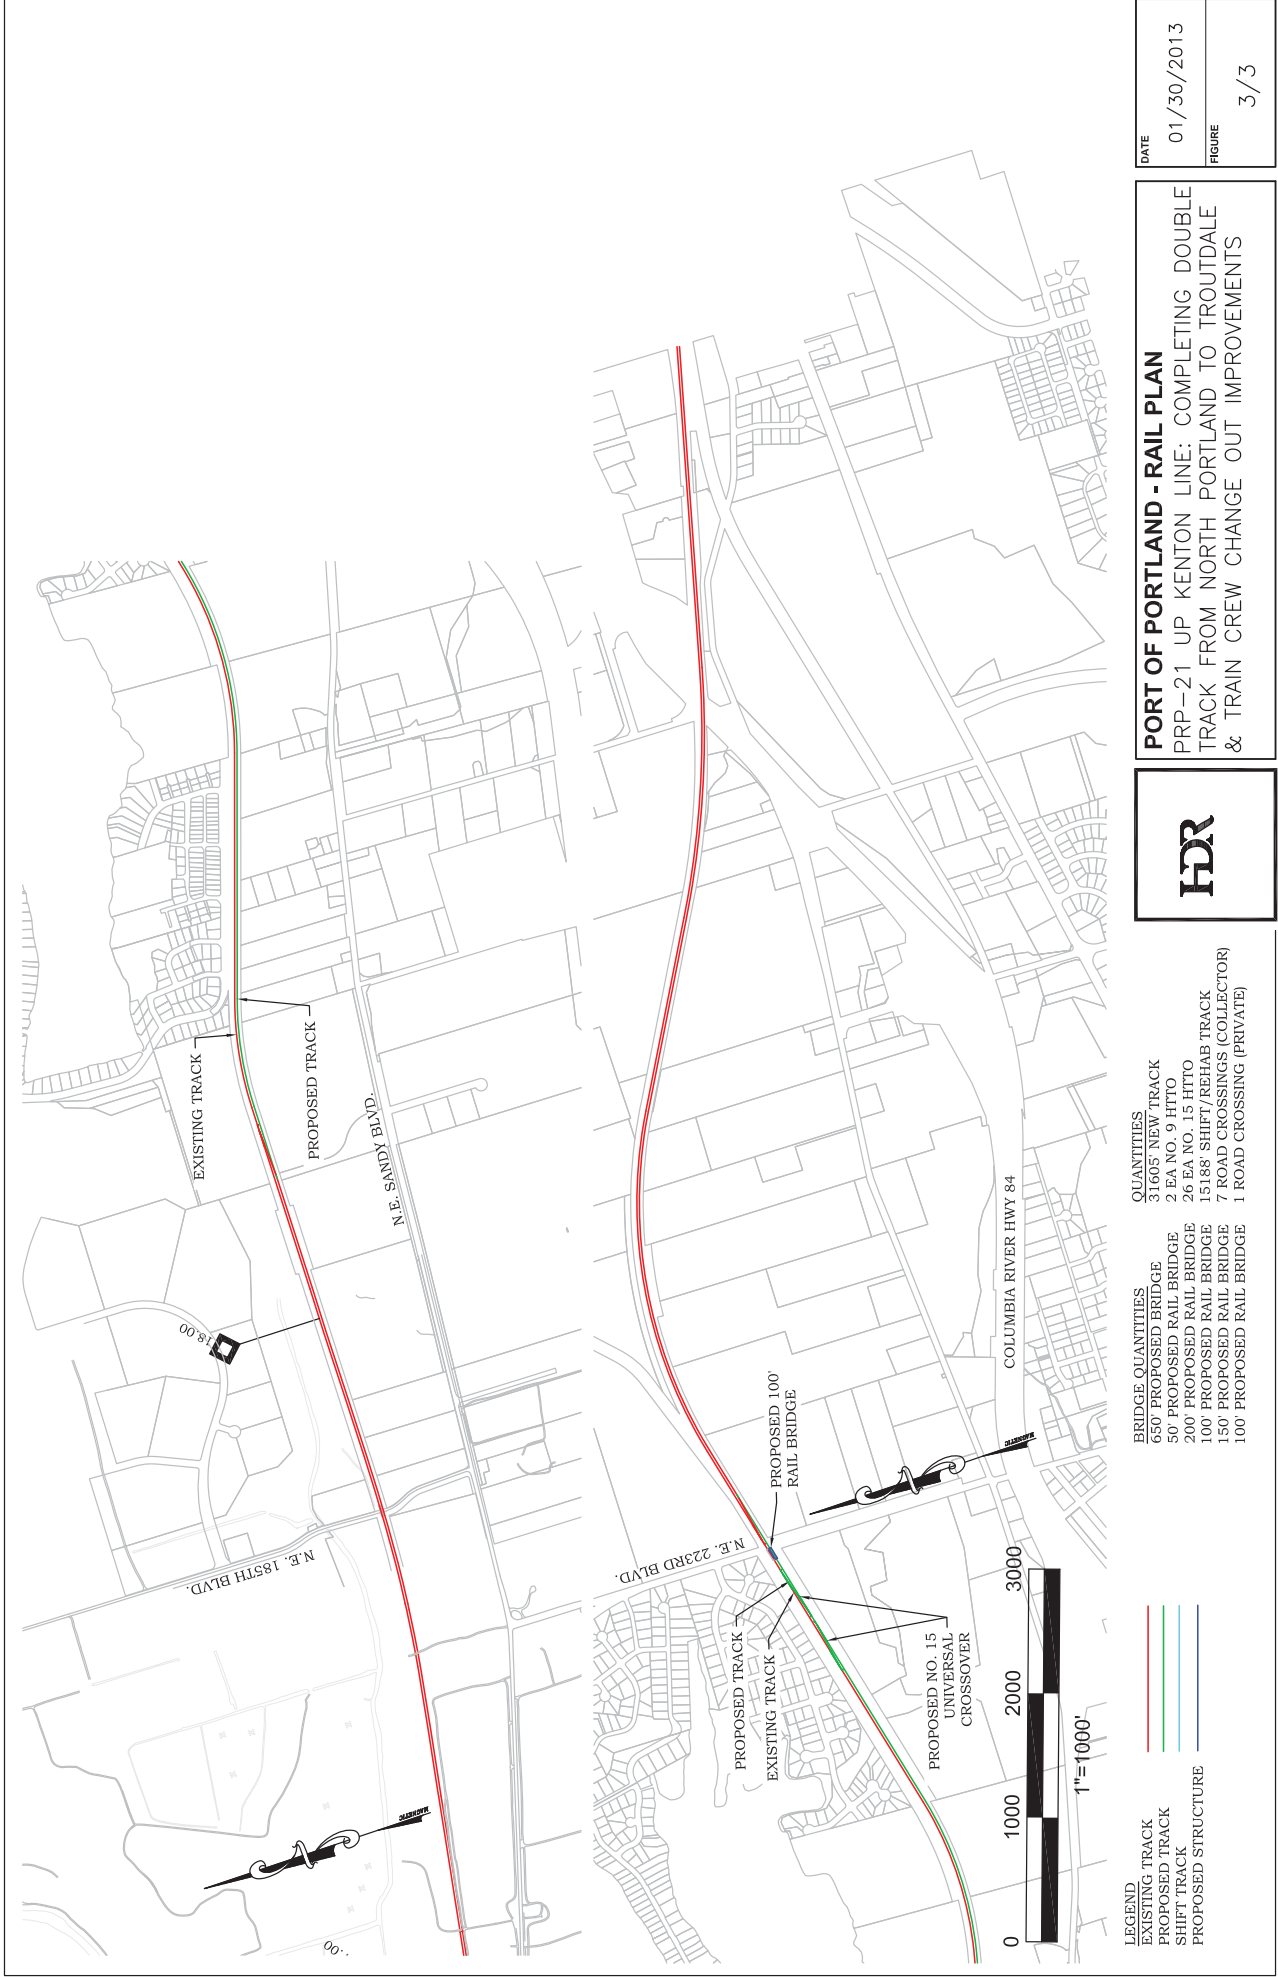 EXISTING TRACK
PROPOSED TRACK
N.E. SANDY BLVD.
18.00
N.E. 185TH BLVD.
MAGNETIC
.00
N.E. 223RD BLVD.
PROPOSED 100'
RAIL BRIDGE
PROPOSED TRACK
EXISTING TRACK
PROPOSED NO. 15
UNIVERSAL
CROSSOVER
COLUMBIA RIVER HWY 84
MAGNETIC
0 1000 2000 3000
1"=1000'
LEGEND
EXISTING TRACK
PROPOSED TRACK
SHIFT TRACK
PROPOSED STRUCTURE
BRIDGE QUANTITIES
650' PROPOSED BRIDGE
50' PROPOSED RAIL BRIDGE
200' PROPOSED RAIL BRIDGE
100' PROPOSED RAIL BRIDGE
150' PROPOSED RAIL BRIDGE
100' PROPOSED RAIL BRIDGE
QUANTITIES
31605' NEW TRACK
2 EA NO. 9 HTTO
26 EA NO. 15 HTTO
15188' SHIFT/REHAB TRACK
7 ROAD CROSSINGS (COLLECTOR)
1 ROAD CROSSING (PRIVATE)
HDR
PORT OF PORTLAND - RAIL PLAN
PRP-21 UP KENTON LINE: COMPLETING DOUBLE
TRACK FROM NORTH PORTLAND TO TROUTDALE
& TRAIN CREW CHANGE OUT IMPROVEMENTS
DATE
01/30/2013
FIGURE
3/3